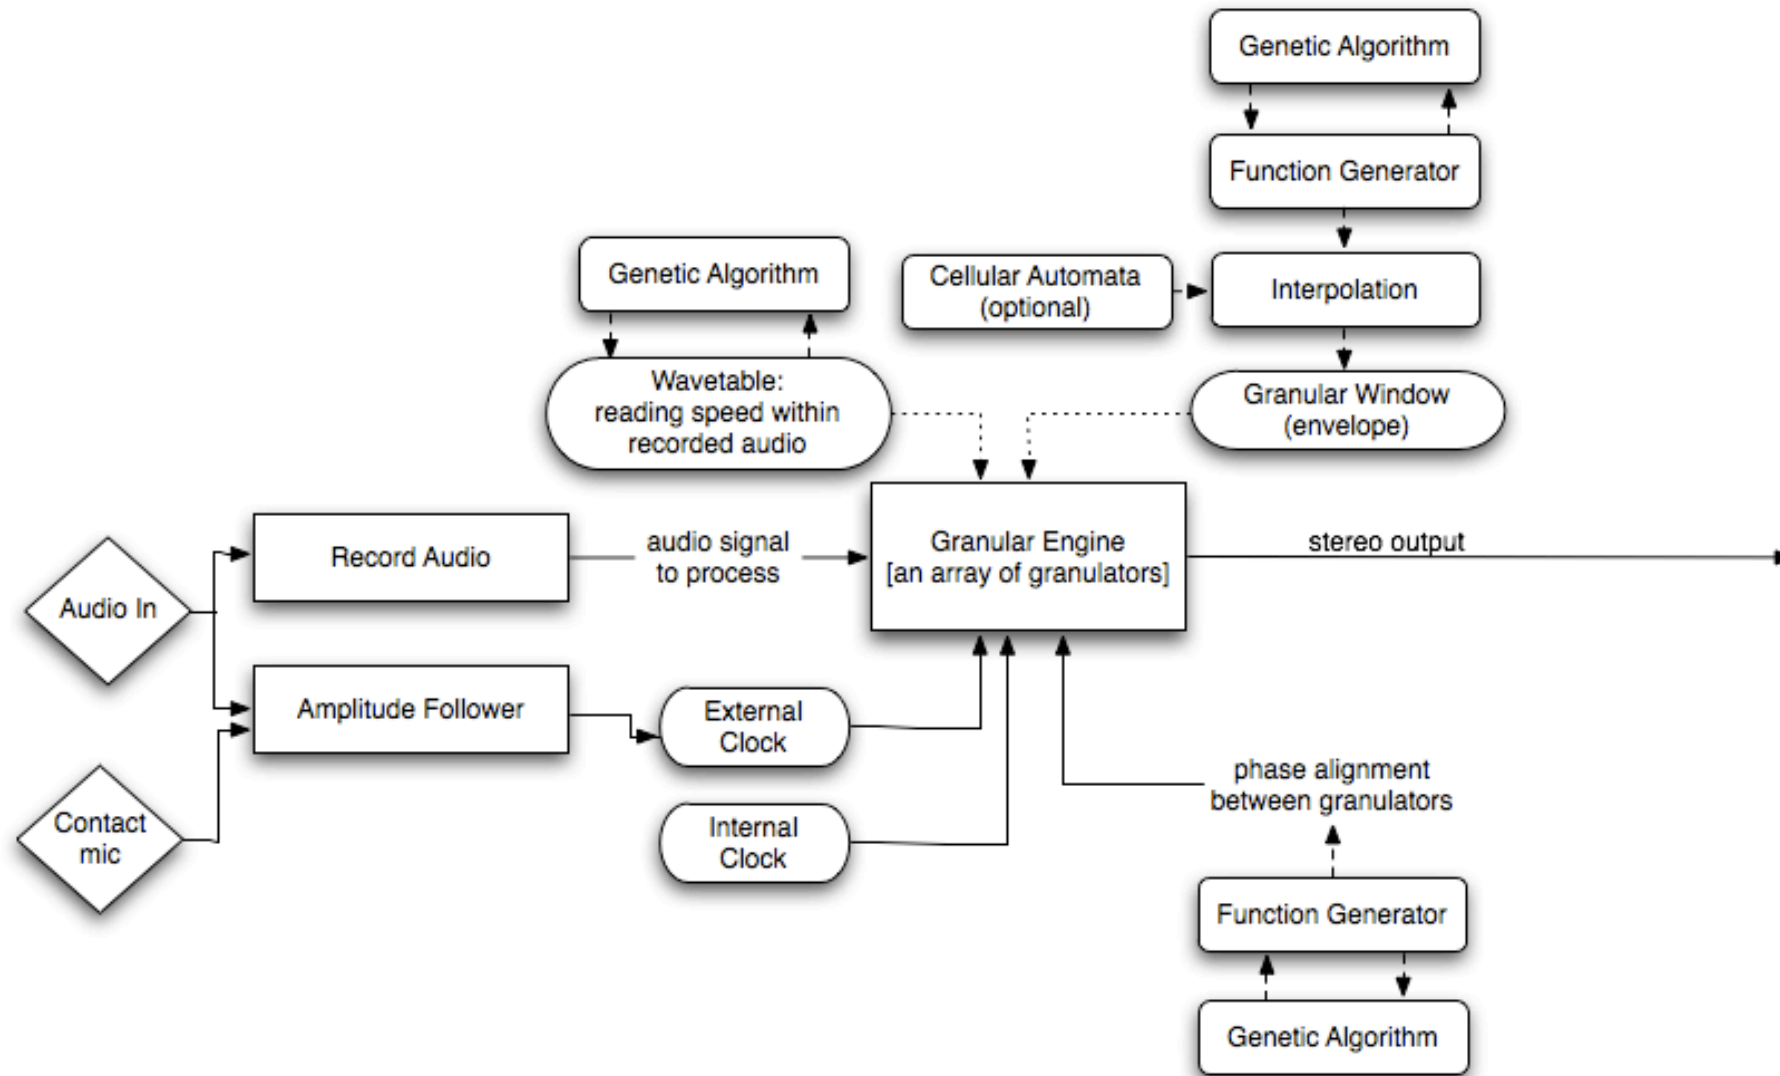 Genetic Algorithm
Function Generator
Genetic Algorithm
Cellular Automata
(optional)
Interpolation
Wavetable:
reading speed within
recorded audio
Granular Window
(envelope)
Record Audio
audio signal
to process
Granular Engine
[an array of granulators]
stereo output
Audio In
Amplitude Follower
External
Clock
Contact
mic
Internal
Clock
phase alignment
between granulators
Function Generator
Genetic Algorithm